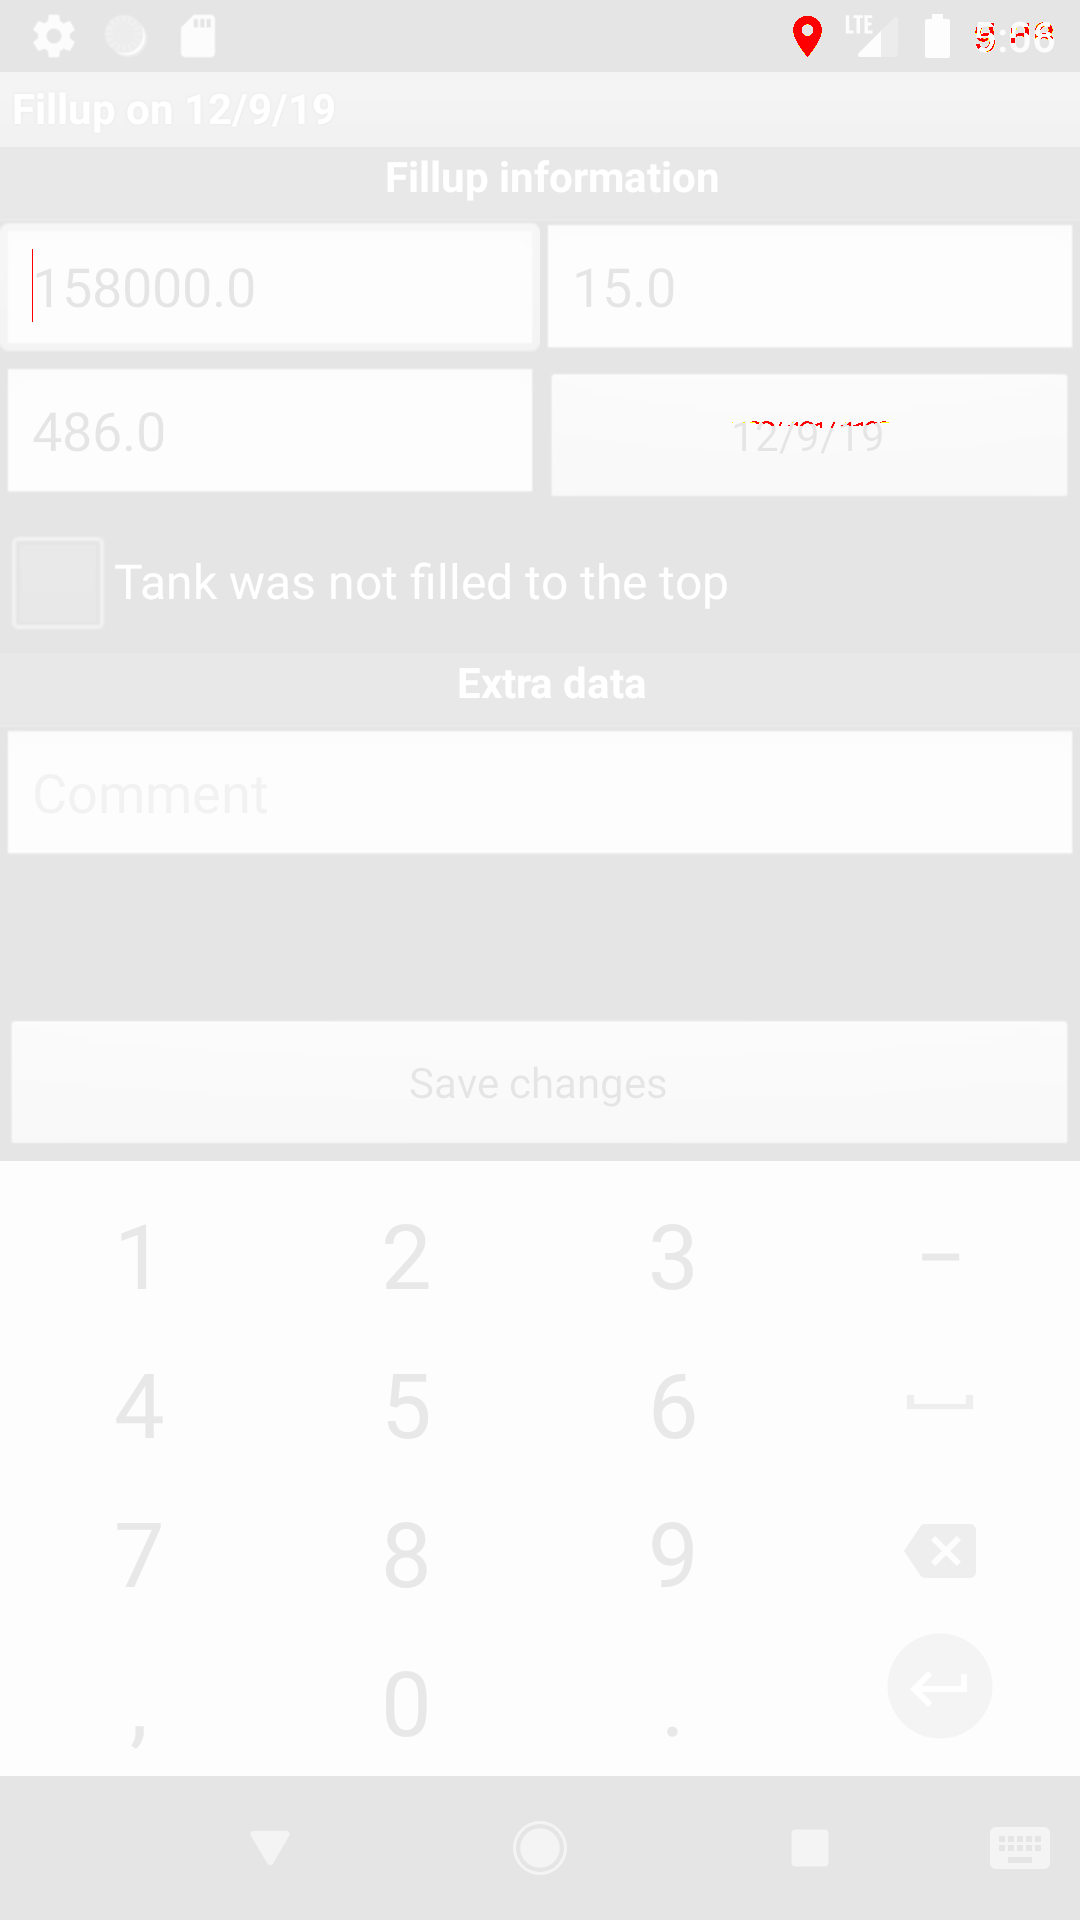 LTE
Fillup on 12/9/19
Fillup information
158000.0 15.0
486.0 12/9/19
Tank was not filled to the top
Extra data
Comment
Save changes
1 2 3 –
4 5 6
7 8 9
, 0 .